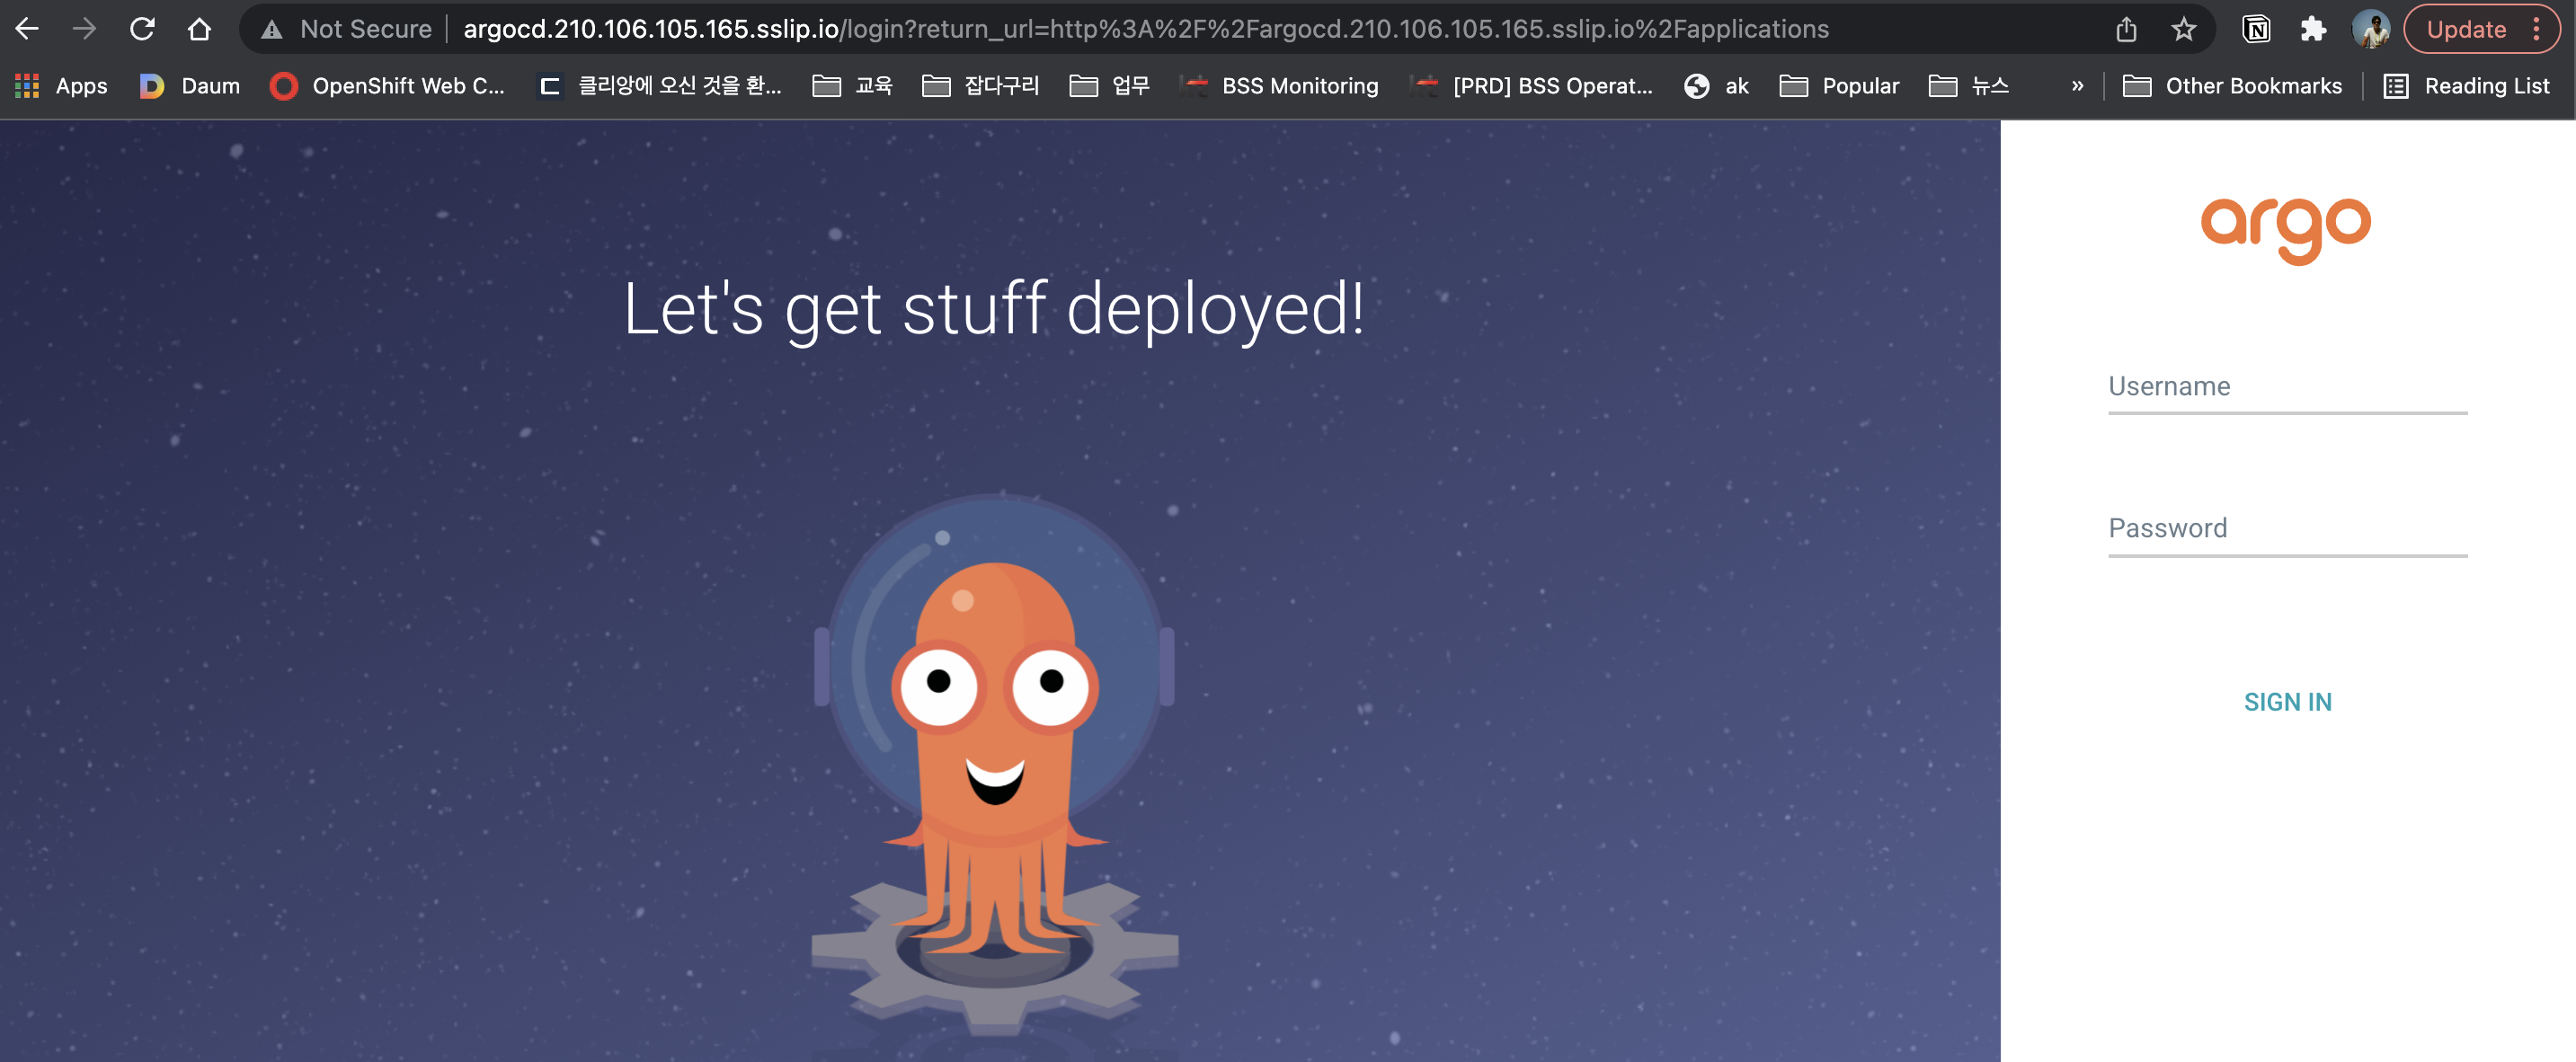 Not Secure argocd.210.106.105.165.sslip.io/login?return_url=http%3A%2F%2Fargocd.210.106.105.165.sslip.io%2Fapplications Update
Apps Daum OpenShift Web C... 클리앙에 오신 것을 환... 교육 잡다구리 업무 BSS Monitoring [PRD] BSS Operat... ak Popular 뉴스 » Other Bookmarks Reading List
Let's get stuff deployed!
argo
Username
Password
SIGN IN